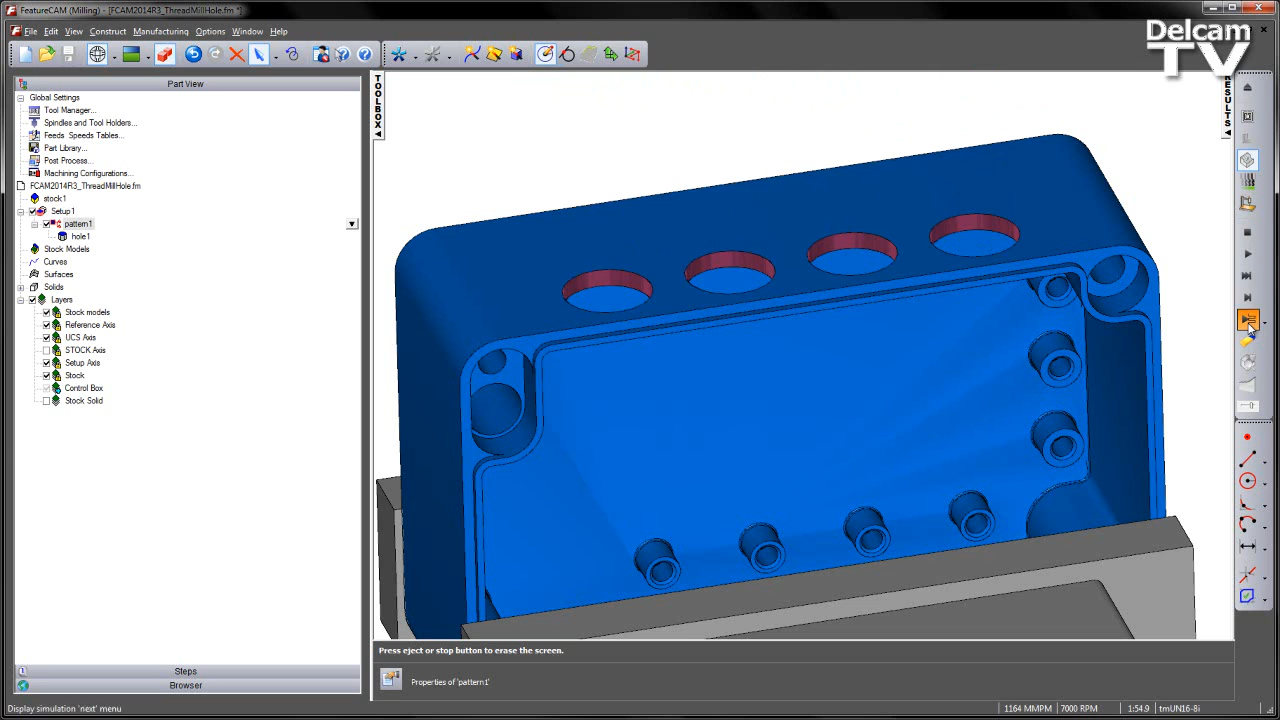 FeatureCAM (Milling) - [FCAM2014R3_ThreadMillHole.fm *]
File Edit View Construct Manufacturing Options Window Help
Delcam
TV
Part View
TOOLBOX
RESULTS
Global Settings
Tool Manager...
Spindles and Tool Holders...
Feeds Speeds Tables...
Part Library...
Post Process...
Machining Configurations...
FCAM2014R3_ThreadMillHole.fm
stock1
Setup1
pattern1
hole1
Stock Models
Curves
Surfaces
Solids
Layers
Stock models
Reference Axis
UCS Axis
STOCK Axis
Setup Axis
Stock
Control Box
Stock Solid
Press eject or stop button to erase the screen.
Steps
Properties of 'pattern1'
Browser
Display simulation 'next' menu
1164 MMPM 7000 RPM 1:54.9 tmUN16-8i